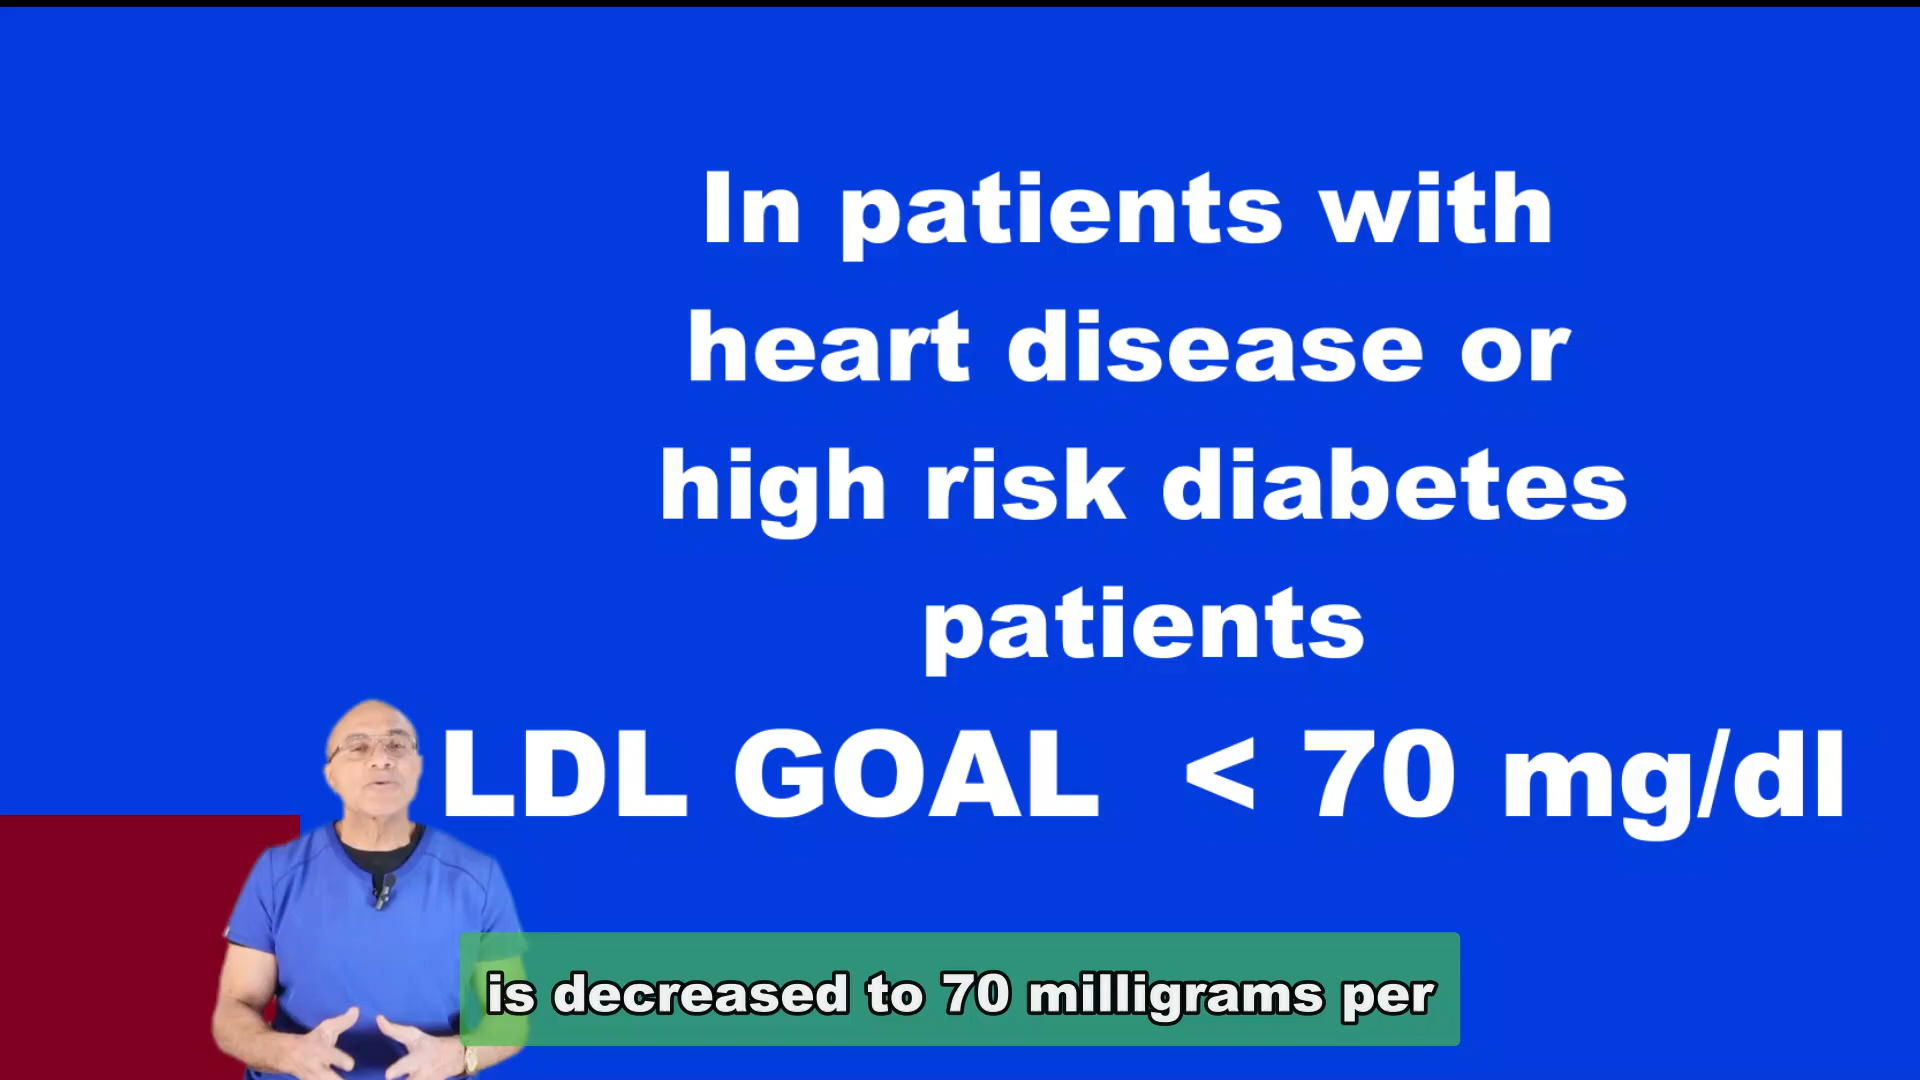 In patients with
heart disease or
high risk diabetes
patients
LDL GOAL < 70 mg/dl
is decreased to 70 milligrams per